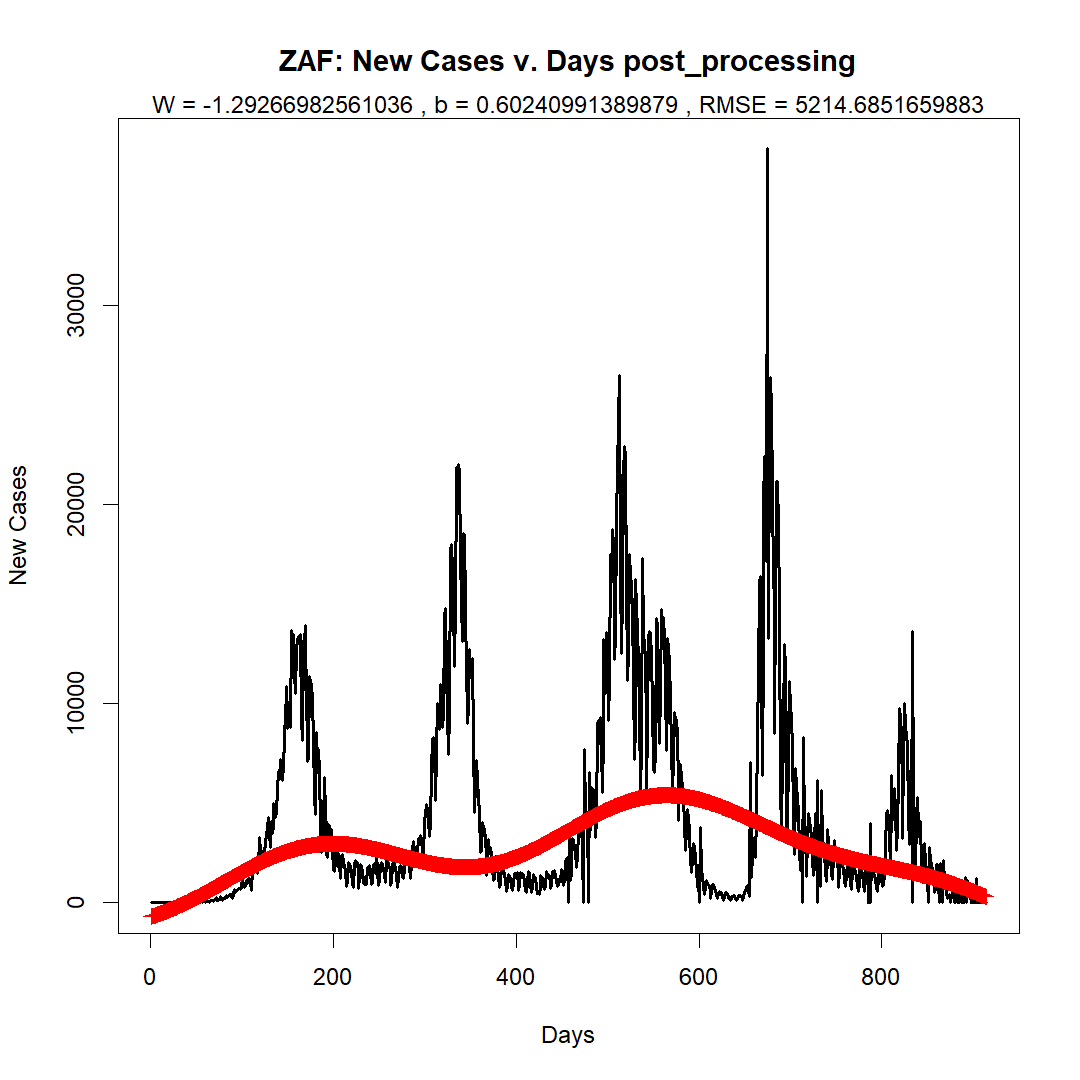 ZAF: New Cases v. Days post_processing
W = -1.29266982561036 , b = 0.60240991389879 , RMSE = 5214.6851659883
New Cases
30000
20000
10000
0
0 200 400 600 800
Days